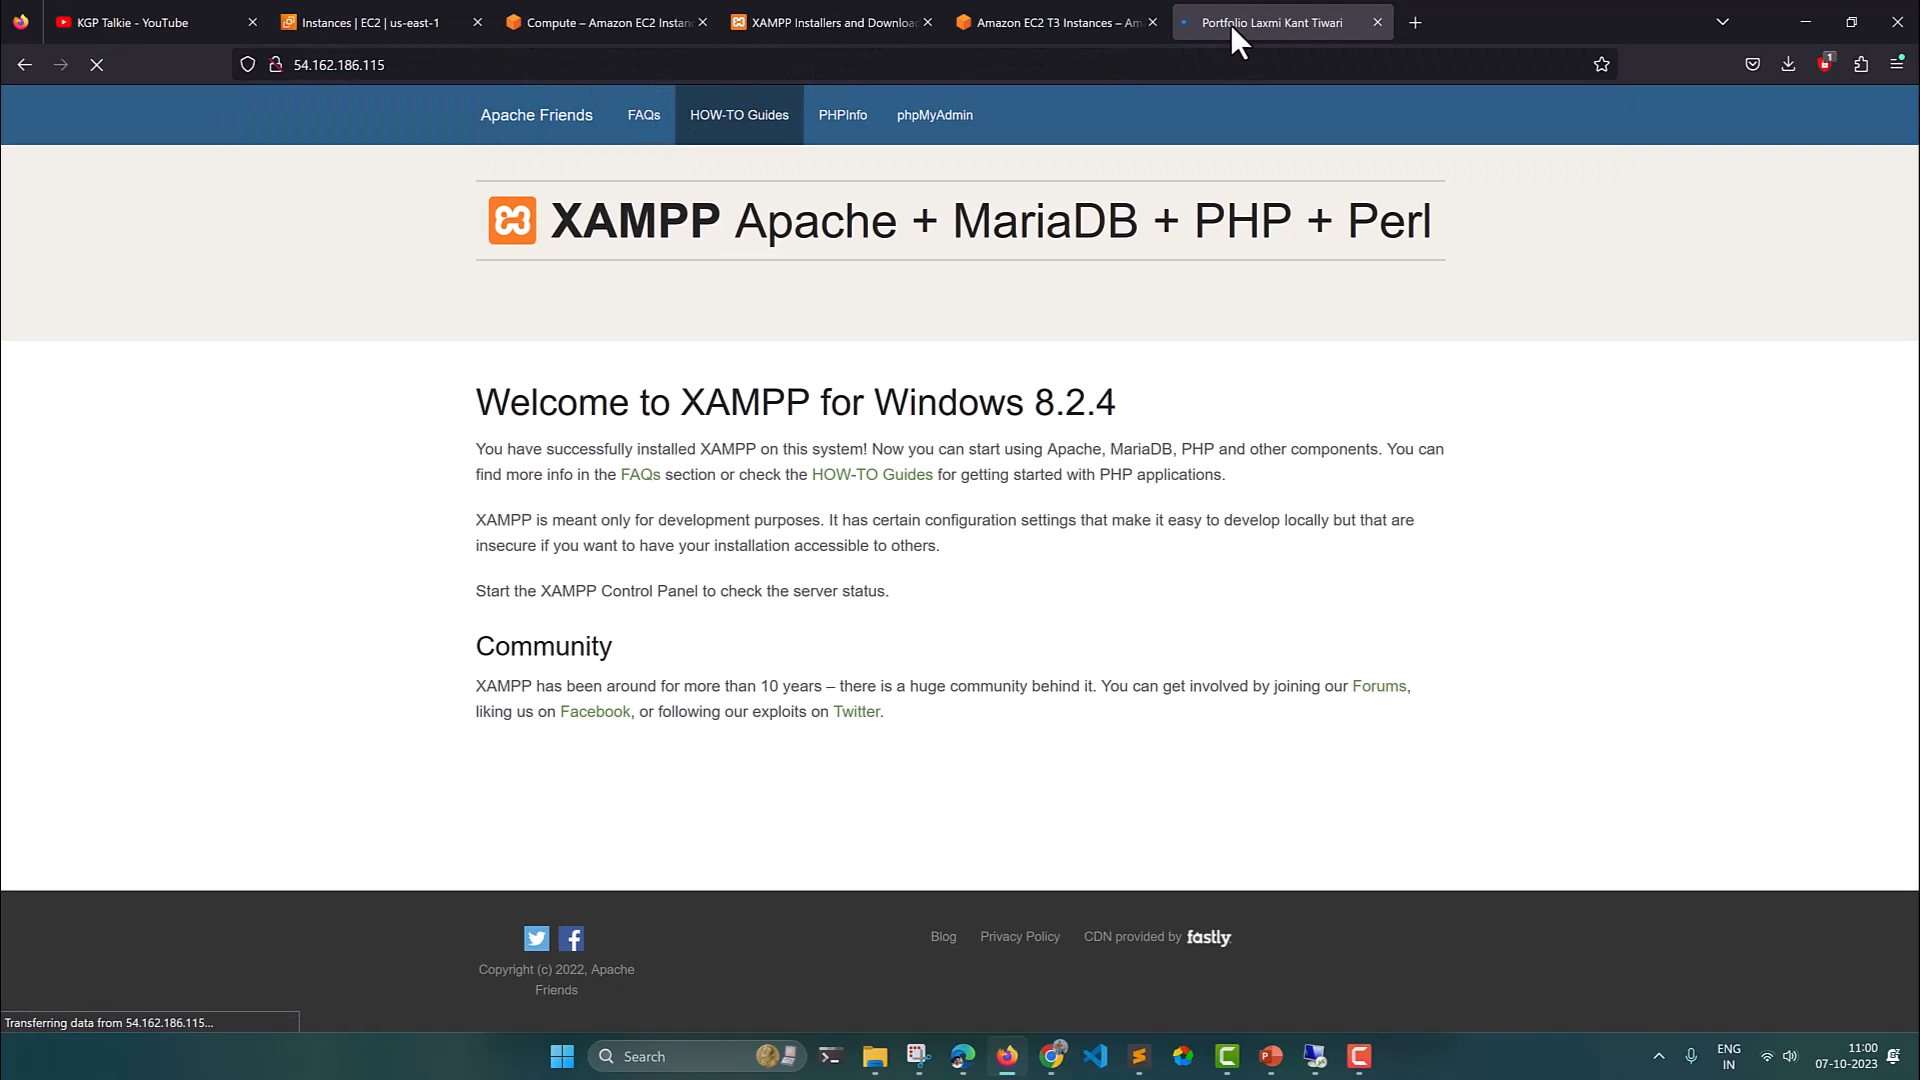 KGP Talkie - YouTube
Instances | EC2 | us-east-1
Compute – Amazon EC2 Instan
XAMPP Installers and Downloa
Amazon EC2 T3 Instances – Am
Portfolio Laxmi Kant Tiwari
54.162.186.115
1
Apache Friends
FAQs
HOW-TO Guides
PHPInfo
phpMyAdmin
XAMPP Apache + MariaDB + PHP + Perl
Welcome to XAMPP for Windows 8.2.4
You have successfully installed XAMPP on this system! Now you can start using Apache, MariaDB, PHP and other components. You can
find more info in the FAQs section or check the HOW-TO Guides for getting started with PHP applications.
XAMPP is meant only for development purposes. It has certain configuration settings that make it easy to develop locally but that are
insecure if you want to have your installation accessible to others.
Start the XAMPP Control Panel to check the server status.
Community
XAMPP has been around for more than 10 years – there is a huge community behind it. You can get involved by joining our Forums,
liking us on Facebook, or following our exploits on Twitter.
Blog
Privacy Policy
CDN provided by fastly
Copyright (c) 2022, Apache
Friends
Transferring data from 54.162.186.115...
Search
ENG
IN
11:00
07-10-2023